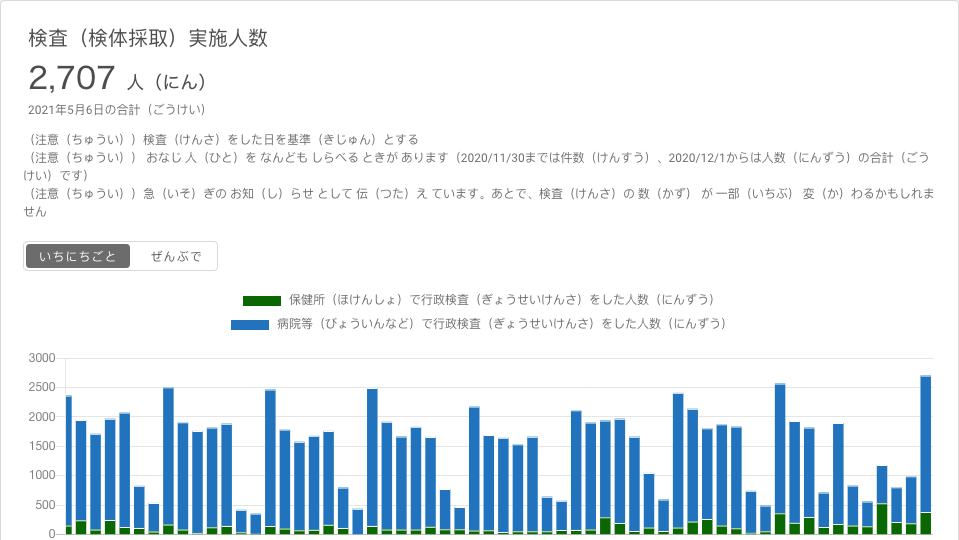 検査（検体採取）実施人数
2,707 人（にん）
2021年5月6日の合計（ごうけい）
（注意（ちゅうい））検査（けんさ）をした日を基準（きじゅん）とする
（注意（ちゅうい）） おなじ 人（ひと）を なんども しらべる ときが あります（2020/11/30までは件数（けんすう）、2020/12/1からは人数（にんずう）の合計（ごう
けい）です）
（注意（ちゅうい））急（いそ）ぎの お知（し）らせ として 伝（つた）え ています。あとで、検査（けんさ）の 数（かず） が 一部（いちぶ） 変（か）わるかもしれま
せん
いちにちごと ぜんぶで
保健所（ほけんしょ）で行政検査（ぎょうせいけんさ）をした人数（にんずう）
病院等（びょういんなど）で行政検査（ぎょうせいけんさ）をした人数（にんずう）
3000
2500
2000
1500
1000
500
0